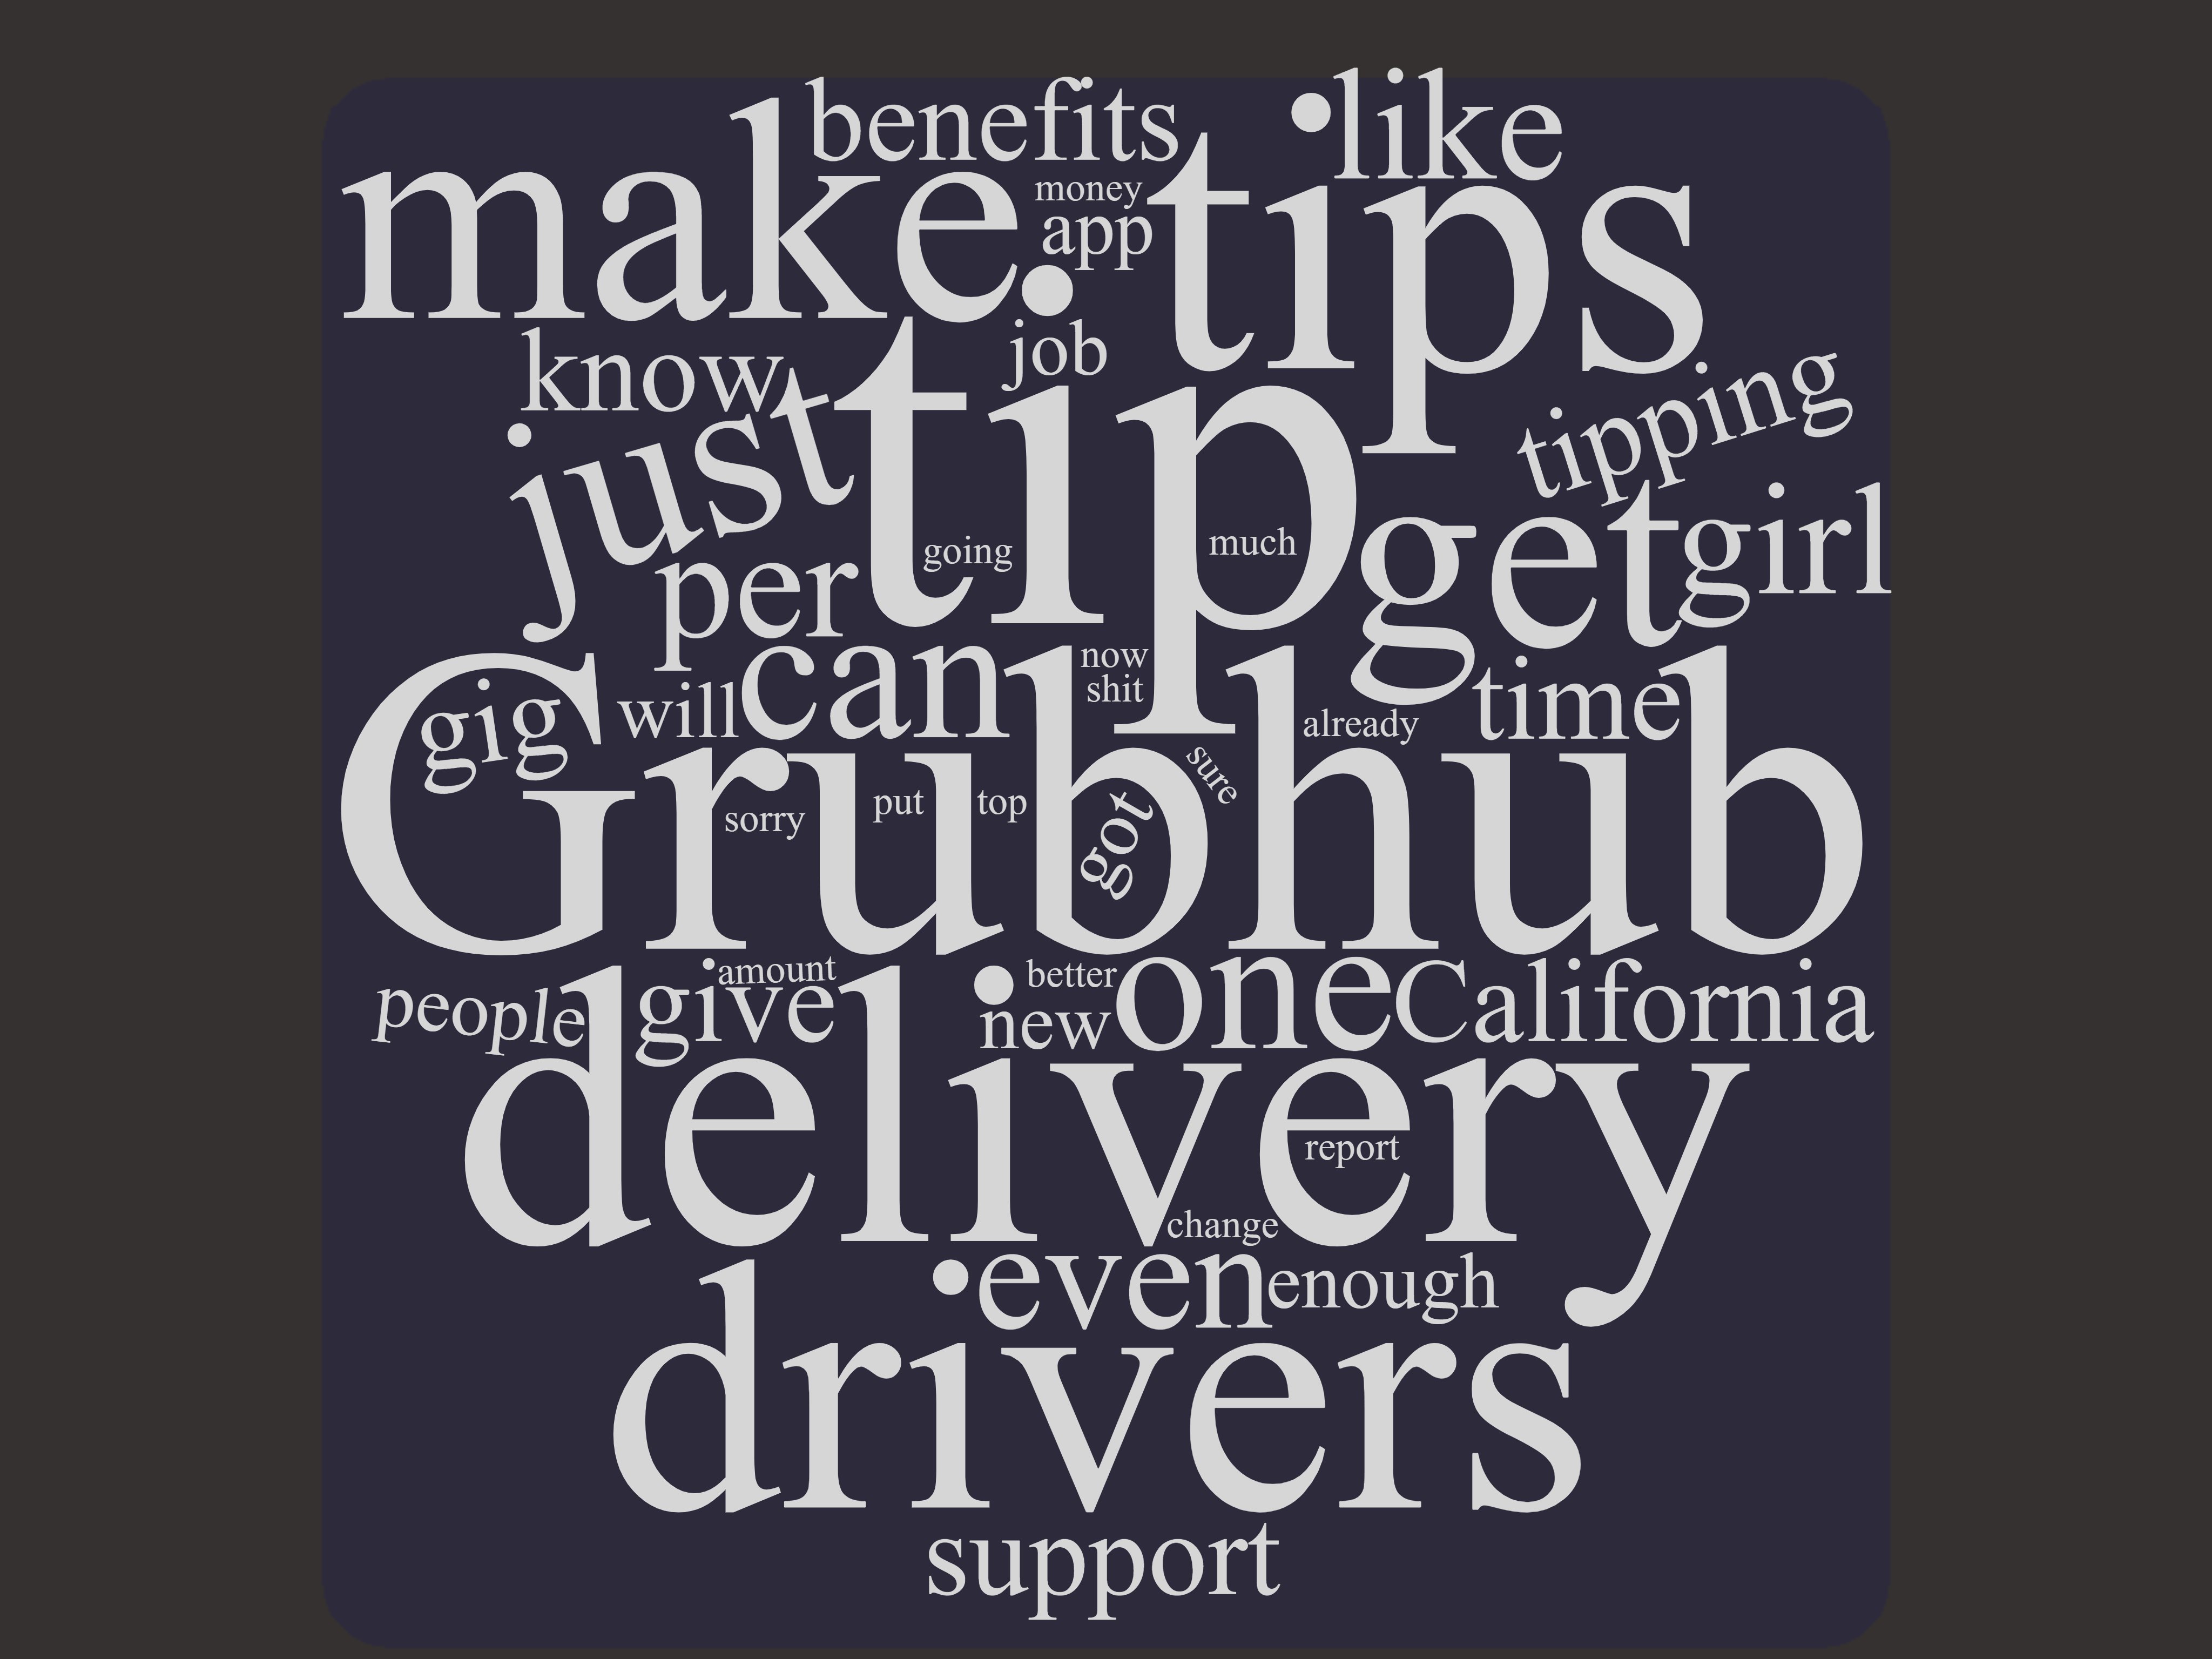 benefits like
make money tips
app
know job
just tip tipping
going much get girl
per
can now
gig will shit already time
Grubhub
sure
sorry put top got
people give amount better one California
new
delivery
report
change
even enough
drivers
support